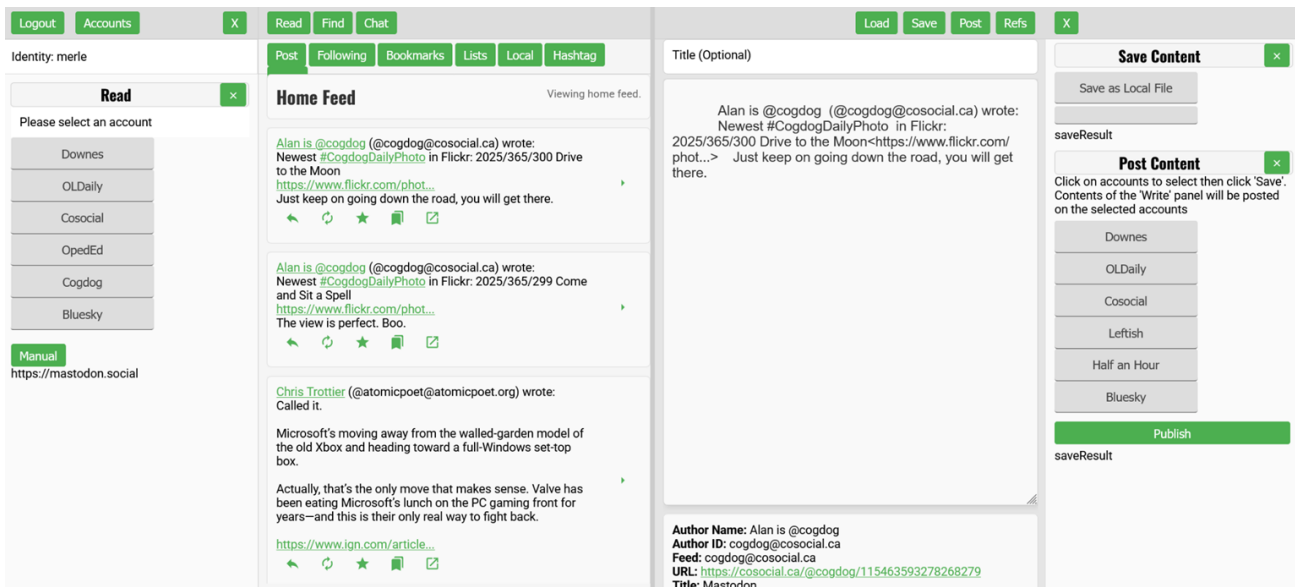 Logout Accounts X
Identity: merle
Read ×
Please select an account
Downes
OLDaily
Cosocial
OpedEd
Cogdog
Bluesky
Manual
https://mastodon.social
Read Find Chat
Post Following Bookmarks Lists Local Hashtag
Home Feed
Viewing home feed.
Alan is @cogdog (@cogdog@cosocial.ca) wrote:
Newest #CogdogDailyPhoto in Flickr: 2025/365/300 Drive
to the Moon
https://www.flickr.com/phot...
Just keep on going down the road, you will get there.
Alan is @cogdog (@cogdog@cosocial.ca) wrote:
Newest #CogdogDailyPhoto in Flickr: 2025/365/299 Come
and Sit a Spell
https://www.flickr.com/phot...
The view is perfect. Boo.
Chris Trottier (@atomicpoet@atomicpoet.org) wrote:
Called it.
Microsoft's moving away from the walled-garden model of
the old Xbox and heading toward a full-Windows set-top
box.
Actually, that's the only move that makes sense. Valve has
been eating Microsoft's lunch on the PC gaming front for
years—and this is their only real way to fight back.
https://www.ign.com/article...
Load Save Post Refs
Title (Optional)
Alan is @cogdog (@cogdog@cosocial.ca) wrote:
Newest #CogdogDailyPhoto in Flickr:
2025/365/300 Drive to the Moon<https://www.flickr.com/
phot...> Just keep on going down the road, you will get
there.
Author Name: Alan is @cogdog
Author ID: cogdog@cosocial.ca
Feed: cogdog@cosocial.ca
URL: https://cosocial.ca/@cogdog/115463593278268279
Title: Mastodon
X
Save Content ×
Save as Local File
saveResult
Post Content ×
Click on accounts to select then click 'Save'.
Contents of the 'Write' panel will be posted
on the selected accounts
Downes
OLDaily
Cosocial
Leftish
Half an Hour
Bluesky
Publish
saveResult